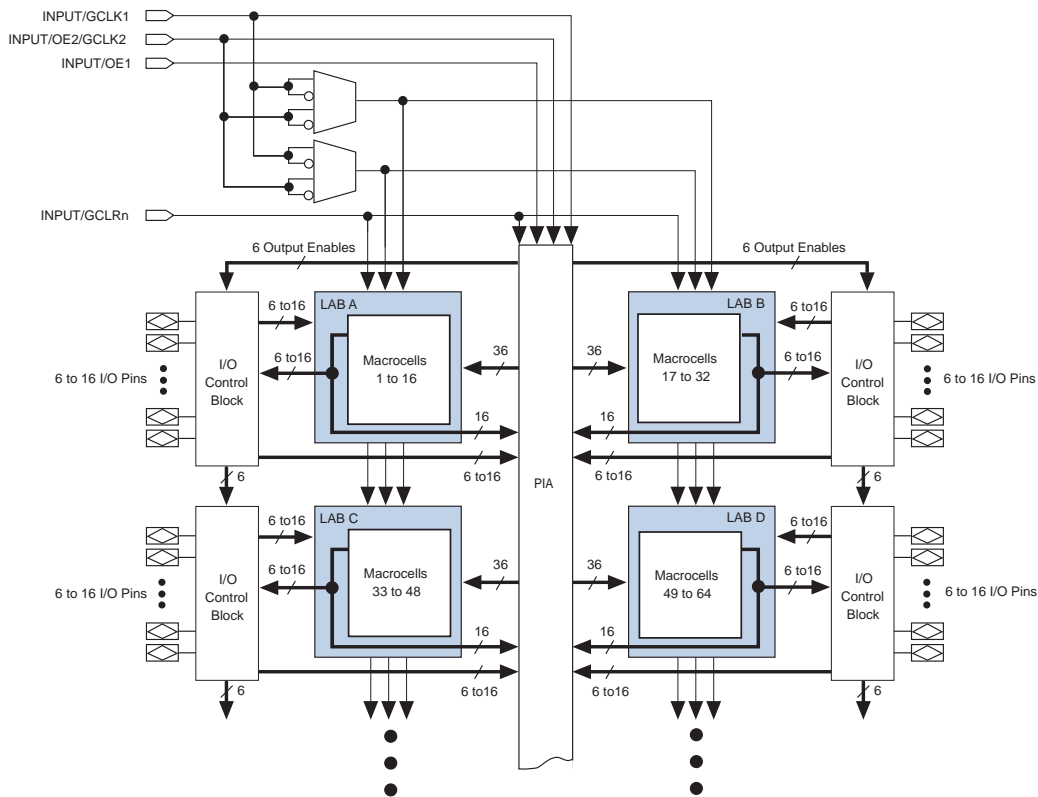 INPUT/GCLK1
INPUT/OE2/GCLK2
INPUT/OE1
INPUT/GCLRn
6 Output Enables
6 Output Enables
6 to16
LAB A
LAB B
6 to16
Macrocells
1 to 16
Macrocells
17 to 32
36
36
6 to 16 I/O Pins
I/O
Control
Block
6 to16
6 to16
I/O
Control
Block
6 to 16 I/O Pins
16
16
6
6 to16
PIA
6 to16
6
6 to16
LAB C
LAB D
6 to16
Macrocells
33 to 48
Macrocells
49 to 64
36
36
6 to 16 I/O Pins
I/O
Control
Block
6 to16
6 to16
I/O
Control
Block
6 to 16 I/O Pins
16
16
6
6 to16
6 to16
6